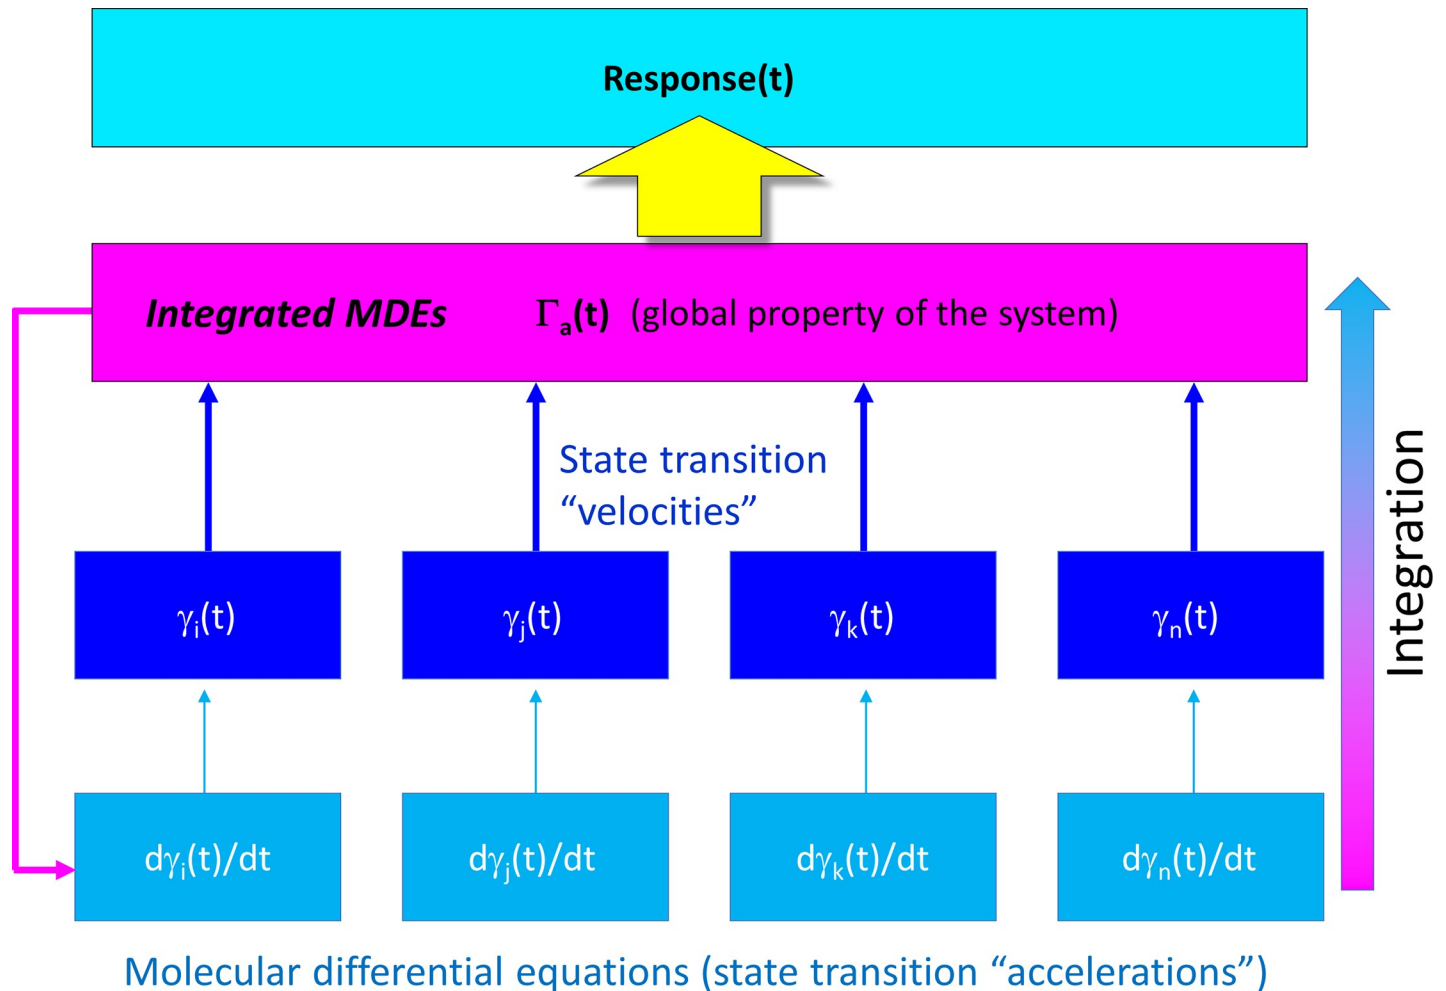 Response(t)
Integrated MDEs Γa(t) (global property of the system)
State transition
“velocities”
Integration
γi(t) γj(t) γk(t) γn(t)
dγi(t)/dt dγj(t)/dt dγk(t)/dt dγn(t)/dt
Molecular differential equations (state transition “accelerations”)